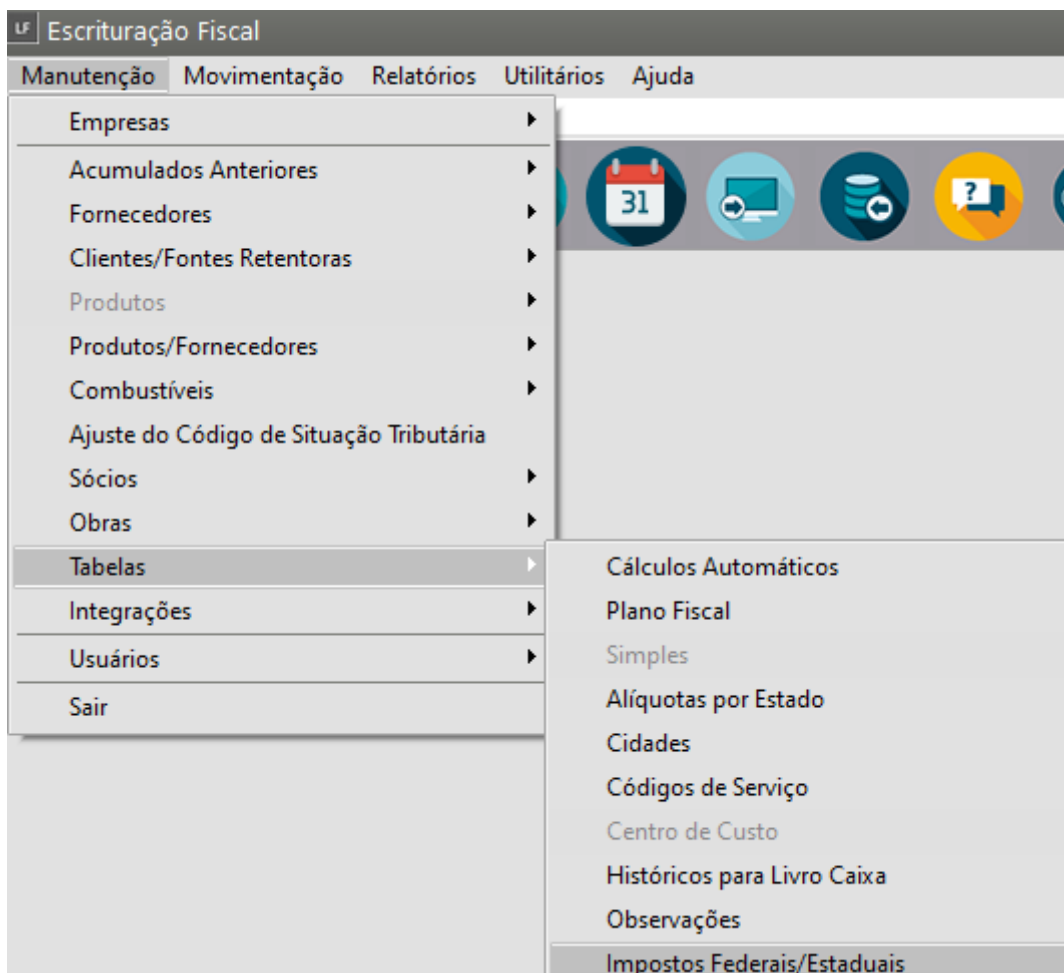 LF Escrituração Fiscal
Manutenção Movimentação Relatórios Utilitários Ajuda
Empresas
Acumulados Anteriores
Fornecedores
Clientes/Fontes Retentoras
Produtos
Produtos/Fornecedores
Combustíveis
Ajuste do Código de Situação Tributária
Sócios
Obras
Tabelas
Integrações
Usuários
Sair
31
?
Cálculos Automáticos
Plano Fiscal
Simples
Alíquotas por Estado
Cidades
Códigos de Serviço
Centro de Custo
Históricos para Livro Caixa
Observações
Impostos Federais/Estaduais